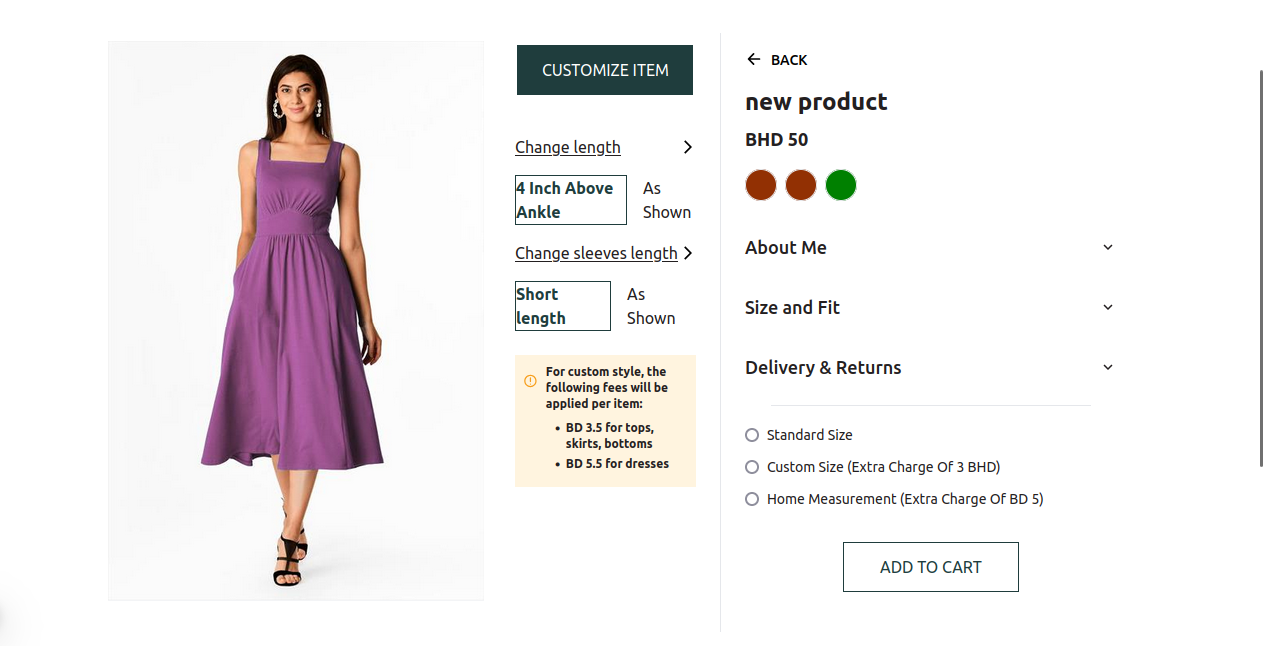 CUSTOMIZE ITEM
Change length
4 Inch Above
Ankle
As
Shown
Change sleeves length
Short
length
As
Shown
For custom style, the
following fees will be
applied per item:
• BD 3.5 for tops,
skirts, bottoms
• BD 5.5 for dresses
BACK
new product
BHD 50
About Me
Size and Fit
Delivery & Returns
Standard Size
Custom Size (Extra Charge Of 3 BHD)
Home Measurement (Extra Charge Of BD 5)
ADD TO CART